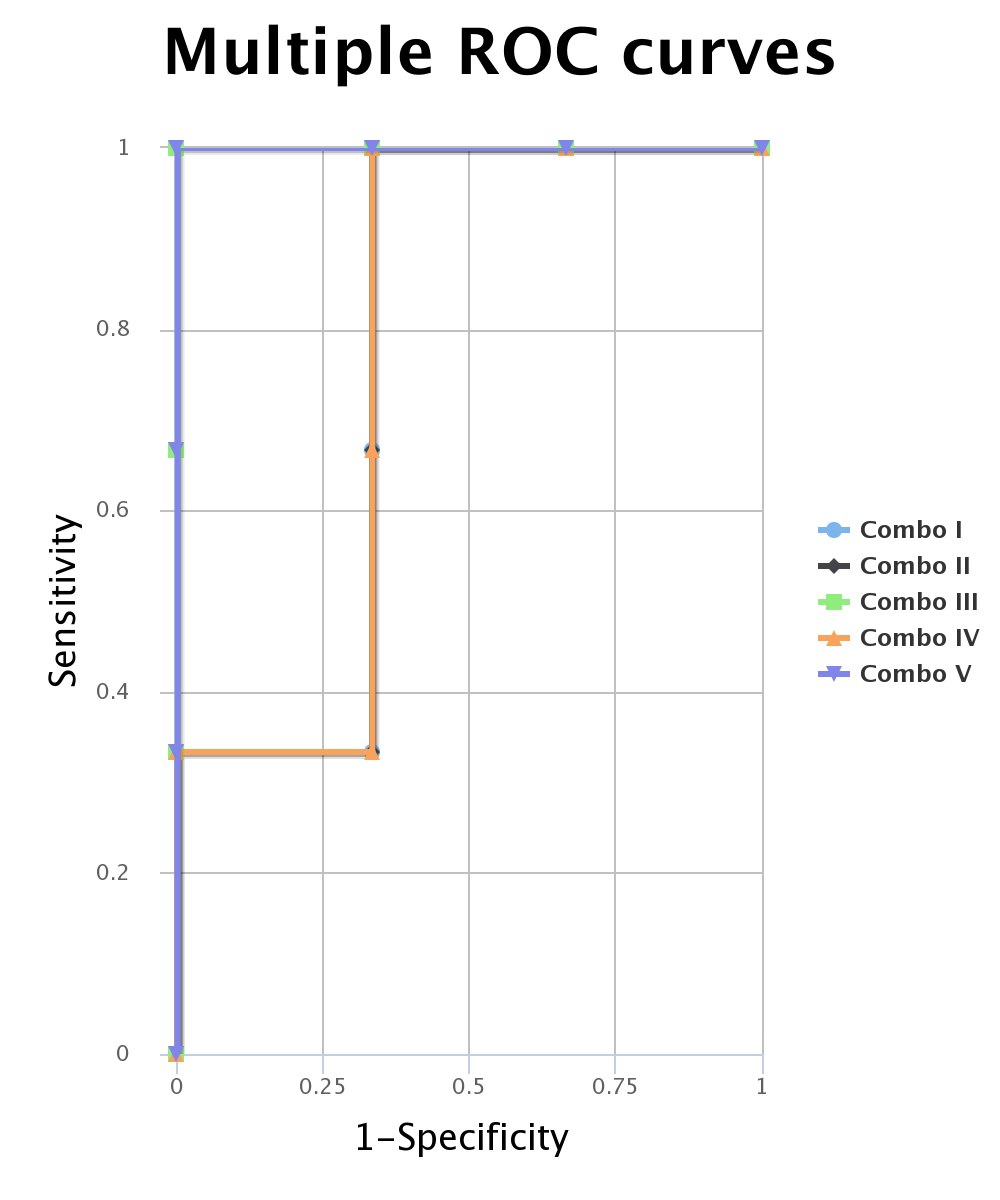 Multiple ROC curves
1
0.8
0.6
0.4
0.2
0
Sensitivity
0
0.25
0.5
0.75
1
1-Specificity
Combo I
Combo II
Combo III
Combo IV
Combo V